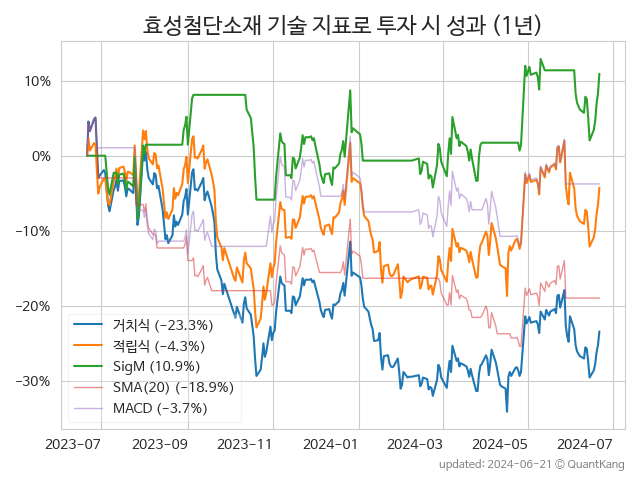 효성첨단소재 기술 지표로 투자 시 성과 (1년)
10%
0%
−10%
−20%
−30%
거치식 (−23.3%)
적립식 (−4.3%)
SigM (10.9%)
SMA(20) (−18.9%)
MACD (−3.7%)
2023−07 2023−09 2023−11 2024−01 2024−03 2024−05 2024−07
updated: 2024−06−21 © QuantKang